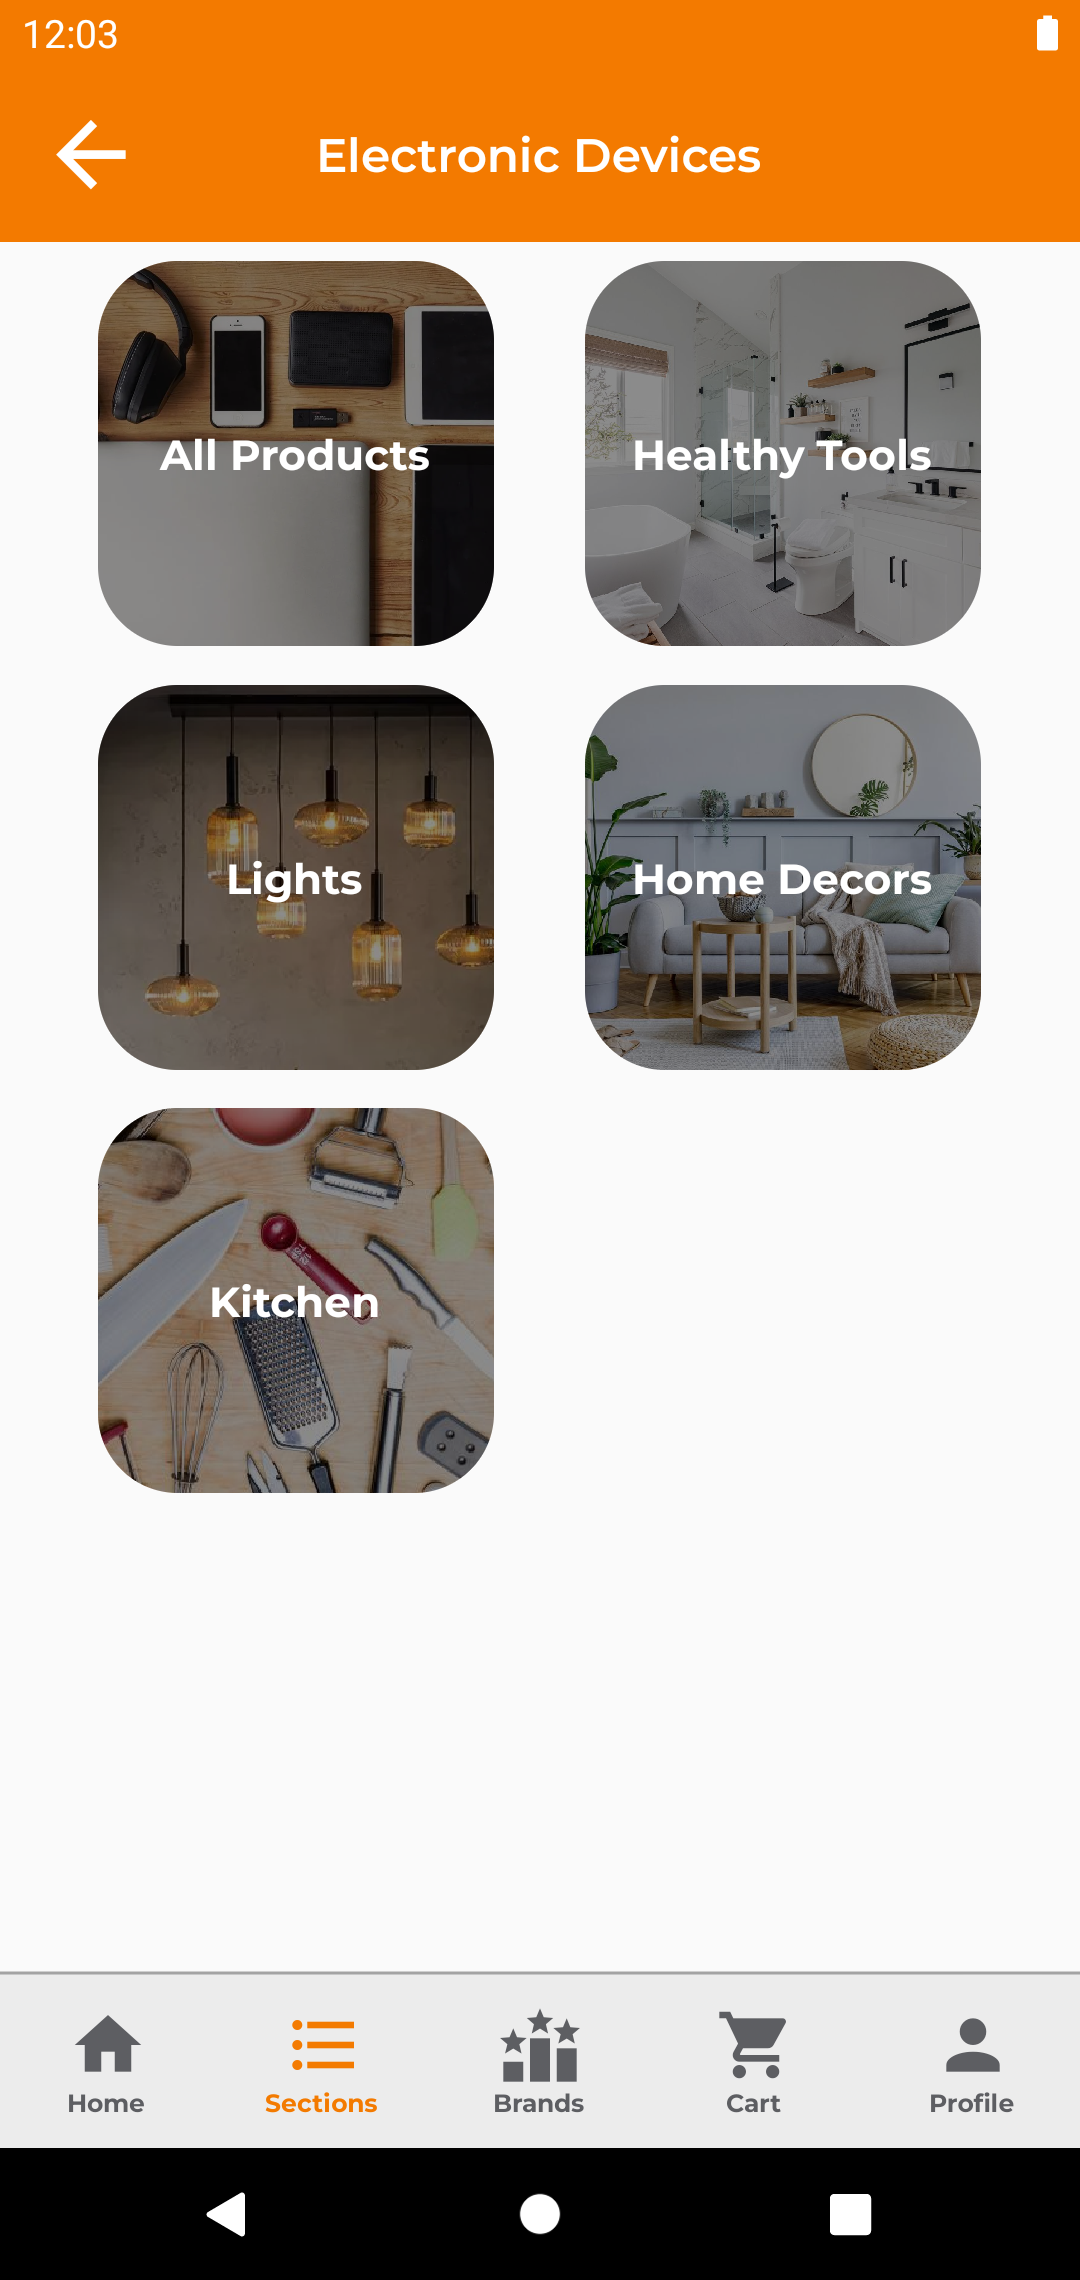 12:03
Electronic Devices
All Products
Healthy Tools
Lights
Home Decors
Kitchen
Home
Sections
Brands
Cart
Profile